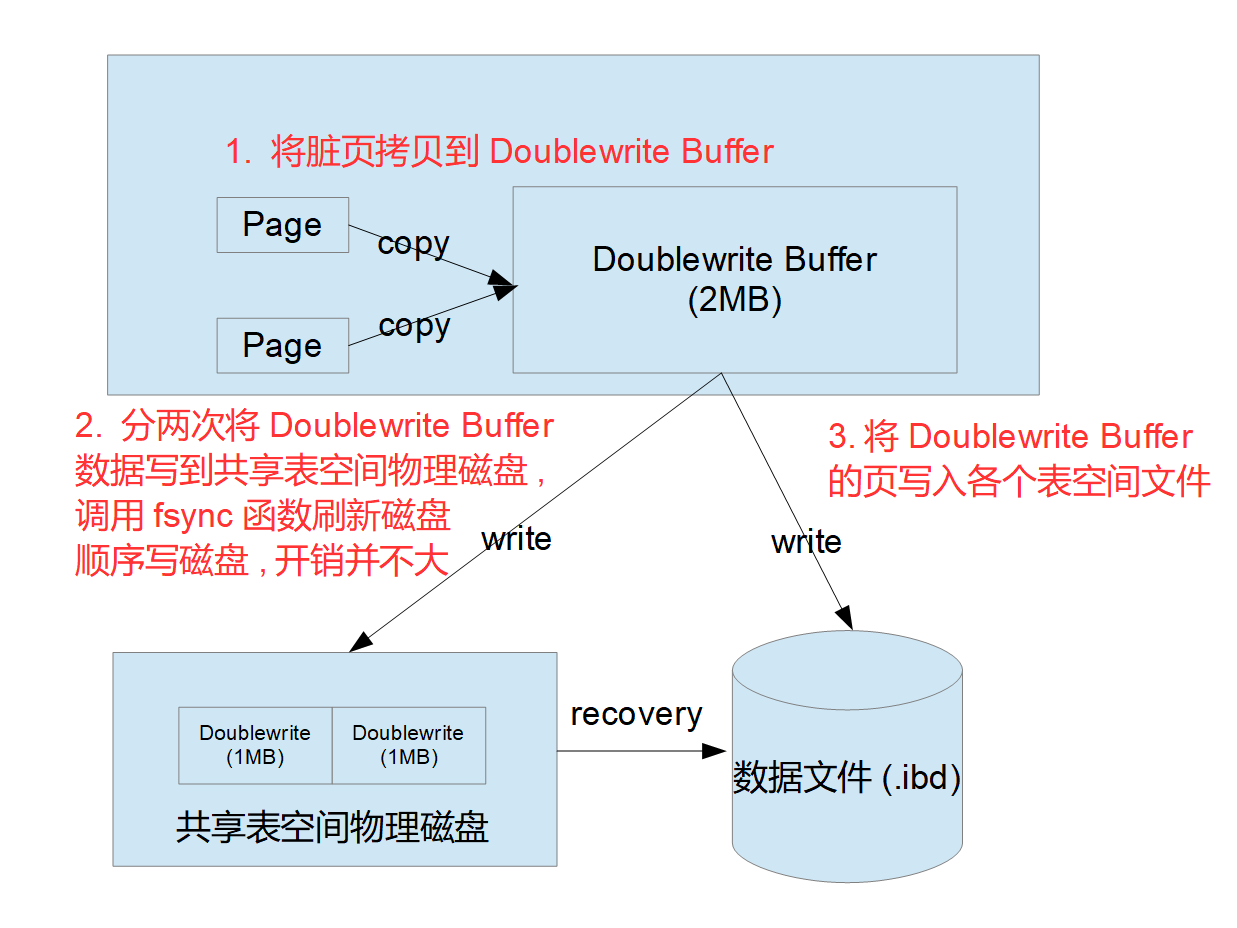 1. 将脏页拷贝到 Doublewrite Buffer
Page
copy
Doublewrite Buffer
(2MB)
copy
Page
2. 分两次将 Doublewrite Buffer
数据写到共享表空间物理磁盘 ,
调用 fsync 函数刷新磁盘
顺序写磁盘 , 开销并不大
write
3. 将 Doublewrite Buffer
的页写入各个表空间文件
write
Doublewrite
(1MB)
Doublewrite
(1MB)
共享表空间物理磁盘
recovery
数据文件 (.ibd)